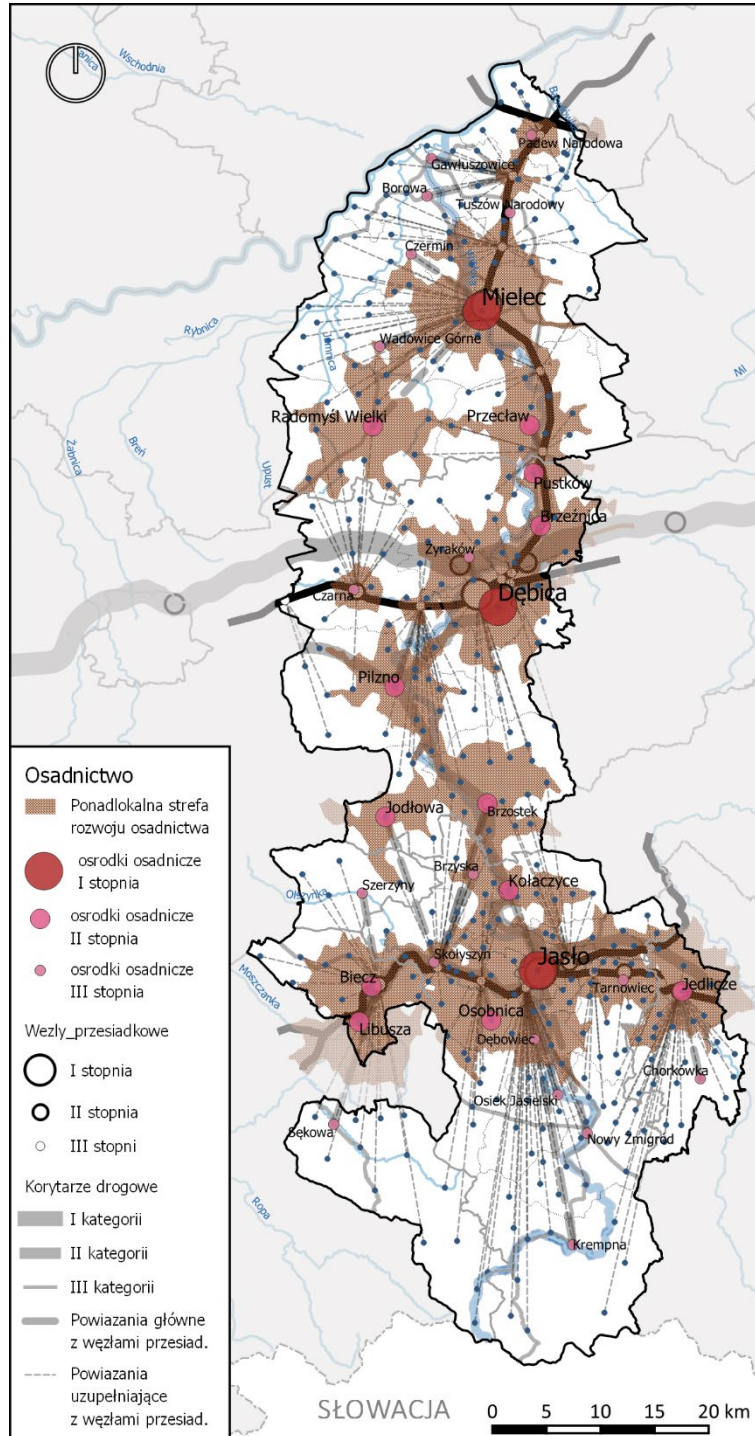 Wschodnia
Padew Narodowa
Gawłuszowice
Borowa
Tuszów Narodowy
Czermin
Mielec
Rybnica
Wadowice Górne
Nil
Radomyśl Wielki
Przecław
Żabnica
Breń
Upust
Pustków
Brzeźnica
Żyraków
Czarna
Dębica
Pilzno
Osadnictwo
Ponadlokalna strefa
rozwoju osadnictwa
osrodki osadnicze
I stopnia
osrodki osadnicze
II stopnia
osrodki osadnicze
III stopnia
Wezly_przesiadkowe
I stopnia
II stopnia
III stopni
Korytarze drogowe
I kategorii
II kategorii
III kategorii
Powiazania główne
z węzłami przesiad.
Powiazania
uzupełniające
z węzłami przesiad.
Jodłowa
Brzostek
Brzyska
Szerzyny
Kołaczyce
Olszynka
Skołyszyn
Jasło
Moszczanka
Biecz
Tarnowiec
Jedlicze
Libusza
Osobnica
Dębowiec
Chorkówka
Osiek Jasielski
Sękowa
Nowy Żmigród
Ropa
Krempna
SŁOWACJA
0 5 10 15 20 km